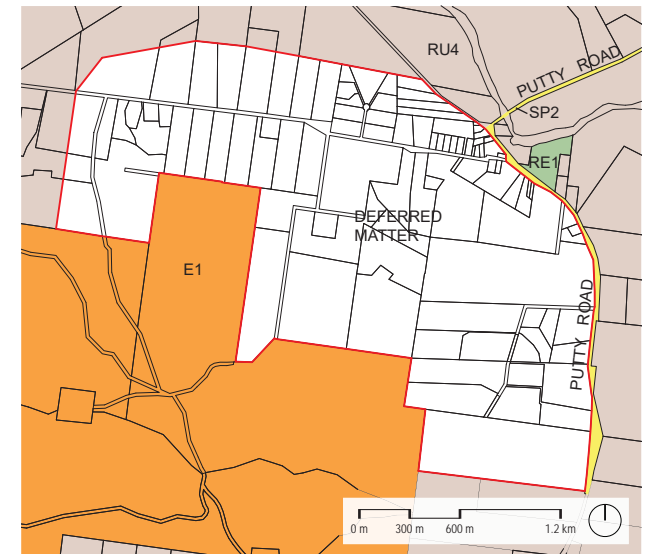 RU4
PUTTY ROAD
SP2
RE1
DEFERRED
MATTER
E1
PUTTY ROAD
0 m 300 m 600 m 1.2 km